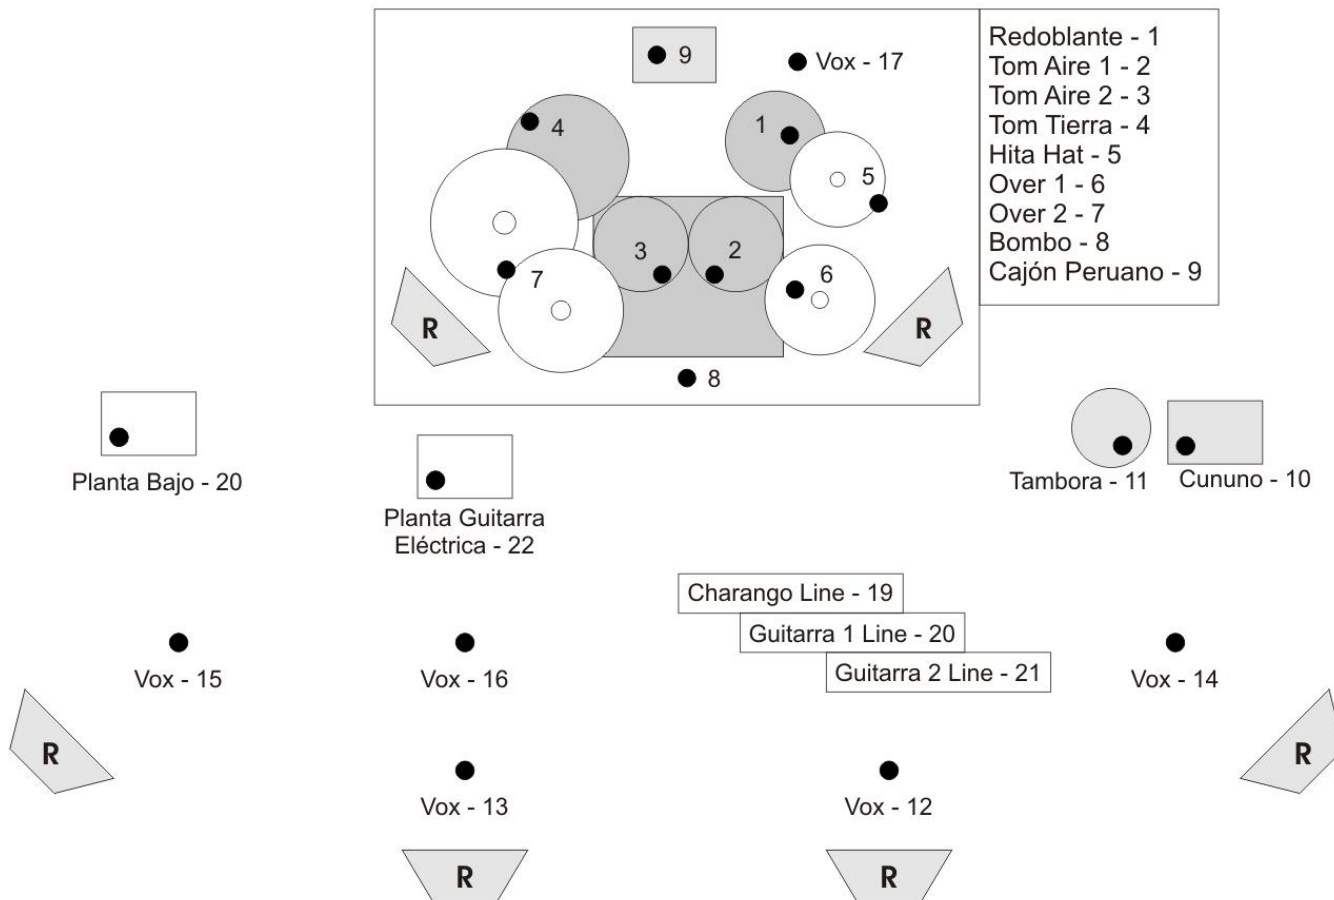 9
Vox - 17
4
1
5
3
2
7
6
R
R
8
Redoblante - 1
Tom Aire 1 - 2
Tom Aire 2 - 3
Tom Tierra - 4
Hita Hat - 5
Over 1 - 6
Over 2 - 7
Bombo - 8
Cajón Peruano - 9
Planta Bajo - 20
Planta Guitarra
Eléctrica - 22
Tambora - 11
Cununo - 10
Charango Line - 19
Guitarra 1 Line - 20
Guitarra 2 Line - 21
Vox - 15
Vox - 16
Vox - 14
R
R
Vox - 13
Vox - 12
R
R